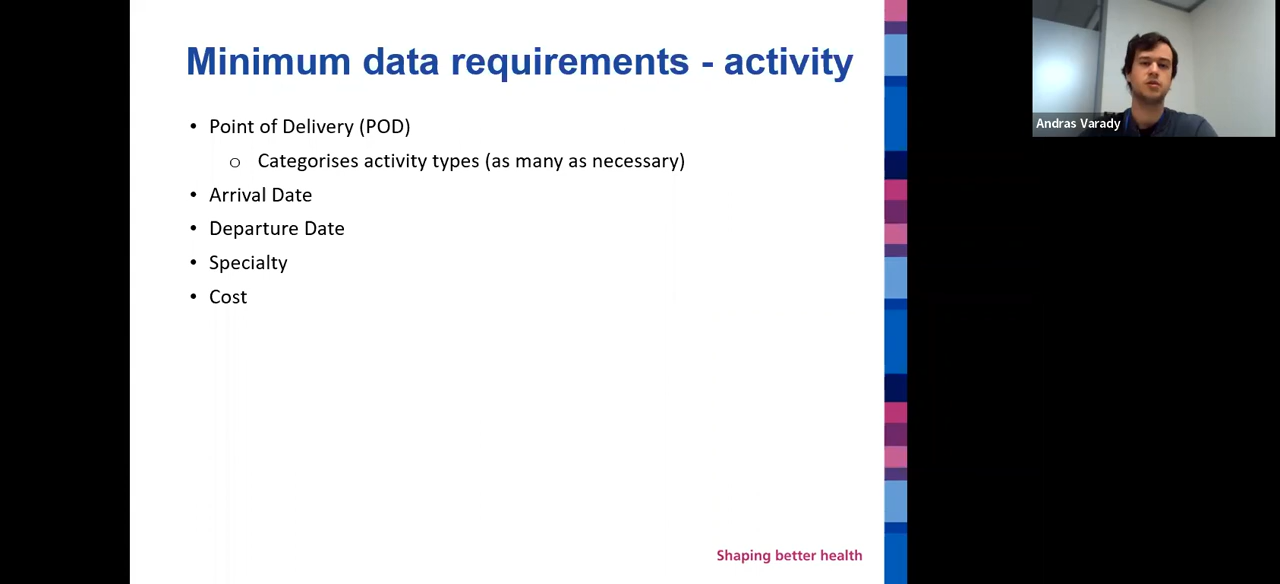 Minimum data requirements - activity
• Point of Delivery (POD)
o Categorises activity types (as many as necessary)
• Arrival Date
• Departure Date
• Specialty
• Cost
Shaping better health
Andras Varady